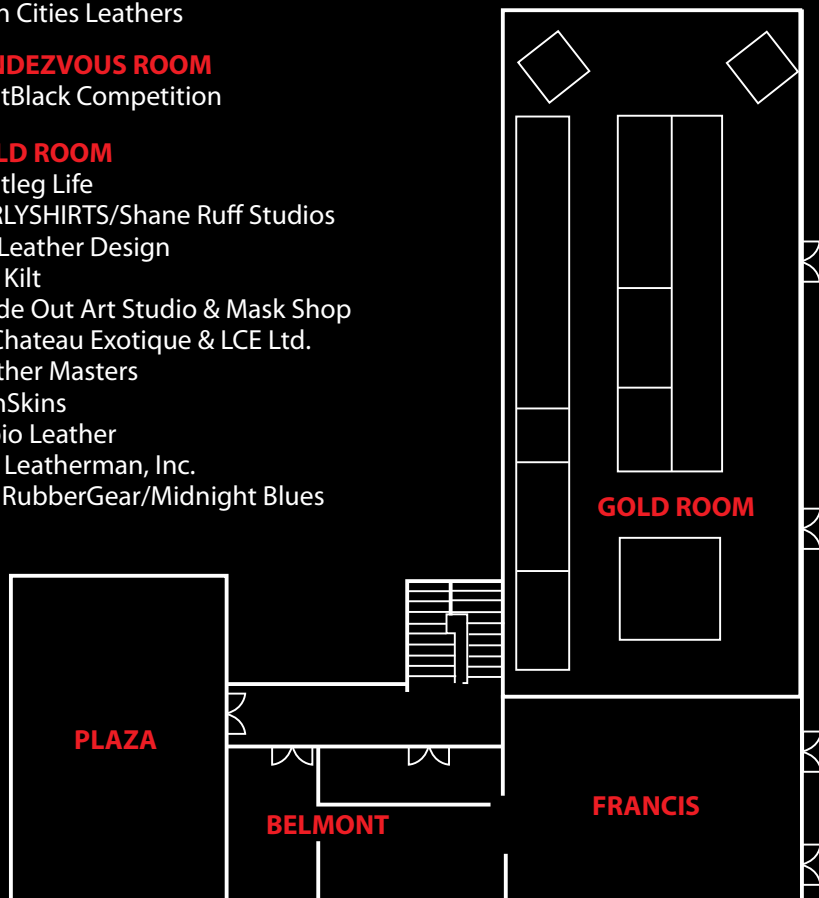 n Cities Leathers
NDEZVOUS ROOM
tBlack Competition
LD ROOM
tleg Life
RLYSHIRTS/Shane Ruff Studios
Leather Design
Kilt
de Out Art Studio & Mask Shop
Chateau Exotique & LCE Ltd.
ther Masters
nSkins
io Leather
Leatherman, Inc.
RubberGear/Midnight Blues
GOLD ROOM
PLAZA
BELMONT
FRANCIS